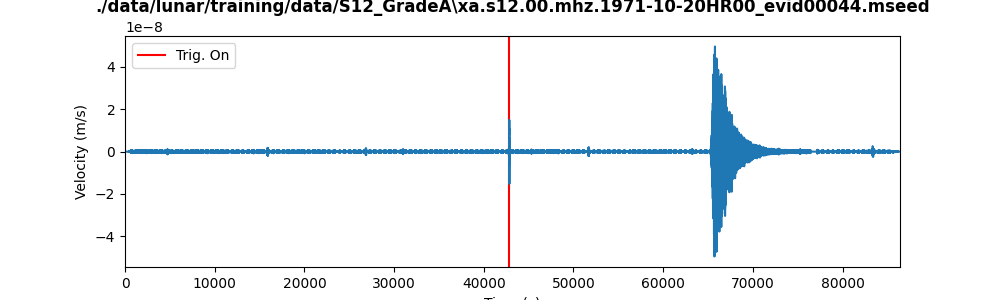 ./data/lunar/training/data/S12_GradeA\xa.s12.00.mhz.1971-10-20HR00_evid00044.mseed
1e−8
Trig. On
Velocity (m/s)
4
2
0
−2
−4
0 10000 20000 30000 40000 50000 60000 70000 80000